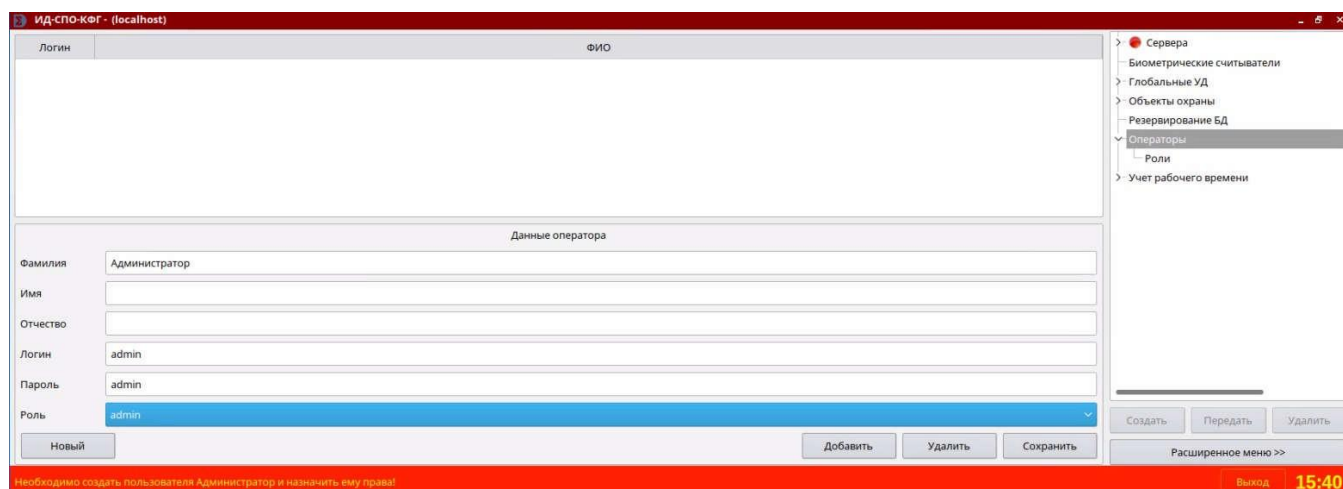 ИД-СПО-КФГ - (localhost)
Логин ФИО
Данные оператора
Фамилия Администратор
Имя
Отчество
Логин admin
Пароль admin
Роль admin
Новый Добавить Удалить Сохранить
Сервера
Биометрические считыватели
Глобальные УД
Объекты охраны
Резервирование БД
Операторы
Роли
Учет рабочего времени
Создать Передать Удалить
Расширенное меню >>
Необходимо создать пользователя Администратор и назначить ему права! Выход 15:40